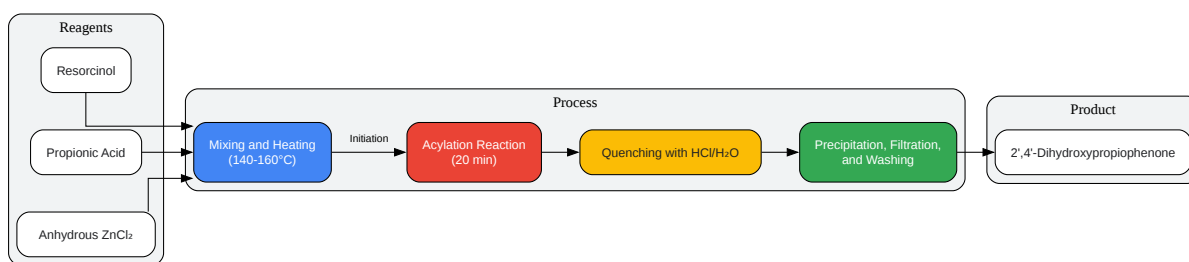 Reagents
Resorcinol
Propionic Acid
Anhydrous ZnCl₂
Process
Mixing and Heating
(140-160°C)
Initiation
Acylation Reaction
(20 min)
Quenching with HCl/H₂O
Precipitation, Filtration,
and Washing
Product
2',4'-Dihydroxypropiophenone